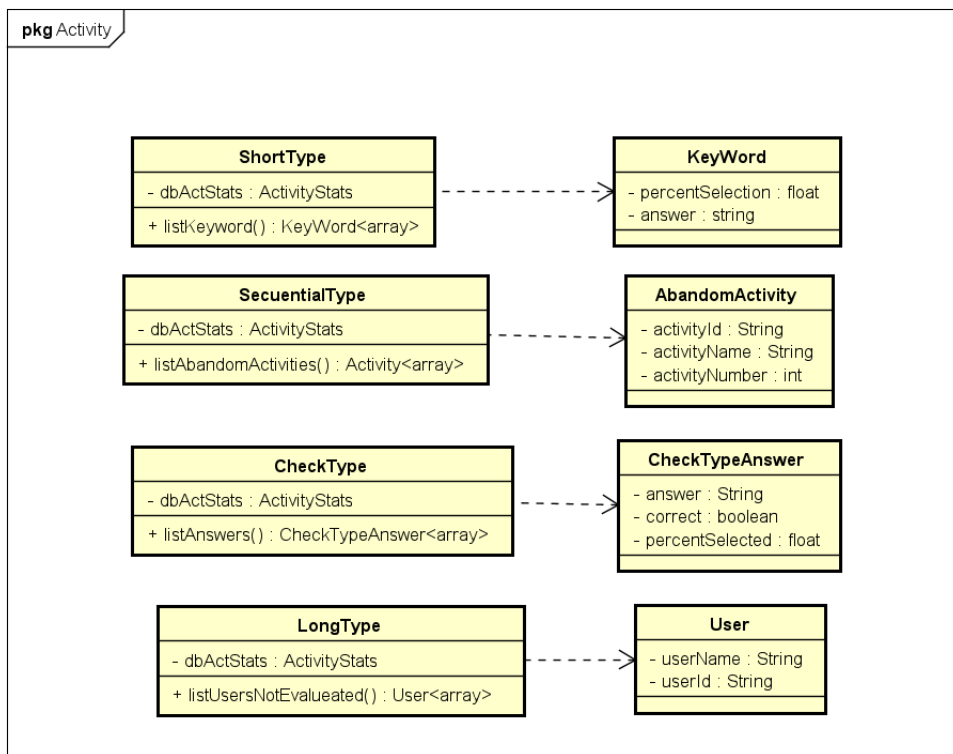 pkg Activity
ShortType
- dbActStats : ActivityStats
+ listKeyword() : KeyWord<array>
KeyWord
- percentSelection : float
- answer : string
SecuentialType
- dbActStats : ActivityStats
+ listAbandomActivities() : Activity<array>
AbandomActivity
- activityId : String
- activityName : String
- activityNumber : int
CheckType
- dbActStats : ActivityStats
+ listAnswers() : CheckTypeAnswer<array>
CheckTypeAnswer
- answer : String
- correct : boolean
- percentSelected : float
LongType
- dbActStats : ActivityStats
+ listUsersNotEvalueated() : User<array>
User
- userName : String
- userId : String